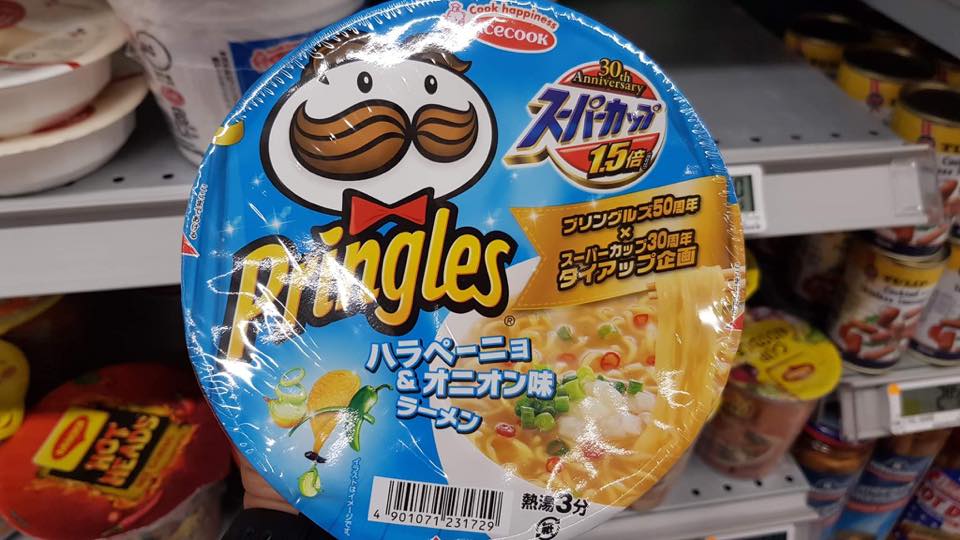 Cook happiness
ACECOOK
30th
Anniversary
スーパーカップ
1.5倍
プリングルズ50周年
×
スーパーカップ30周年
タイアップ企画
Pringles
®
ハラペーニョ
&オニオン味
ラーメン
4 901071 231729
熱湯3分
紙
MAGGI
HOT
HEADS
TULIP